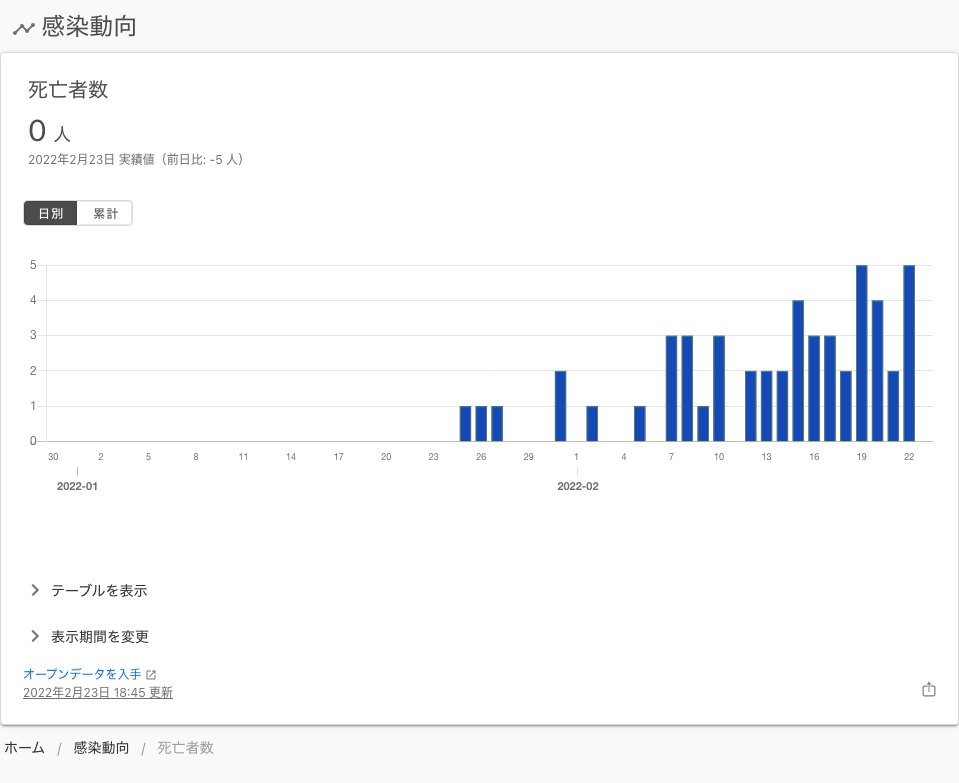 感染動向
死亡者数
0 人
2022年2月23日 実績値（前日比: -5 人）
日別 累計
5
4
3
2
1
0
30 2 5 8 11 14 17 20 23 26 29 1 4 7 10 13 16 19 22
2022-01 2022-02
テーブルを表示
表示期間を変更
オープンデータを入手
2022年2月23日 18:45 更新
ホーム / 感染動向 / 死亡者数